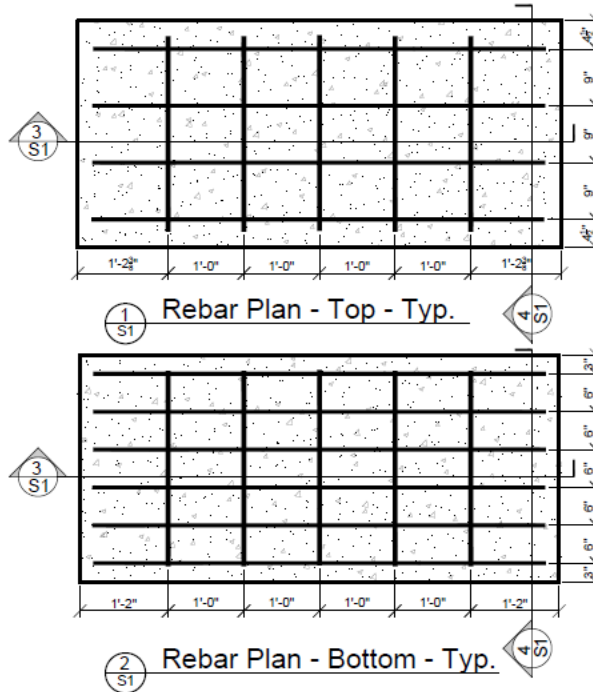 4½"
9"
3
S1
9"
9"
4½"
1'-2⅜" 1'-0" 1'-0" 1'-0" 1'-0" 1'-2⅜"
1
S1
Rebar Plan - Top - Typ.
4
S1
3"
6"
6"
3
S1
6"
6"
6"
3"
1'-2" 1'-0" 1'-0" 1'-0" 1'-0" 1'-2"
2
S1
Rebar Plan - Bottom - Typ.
4
S1